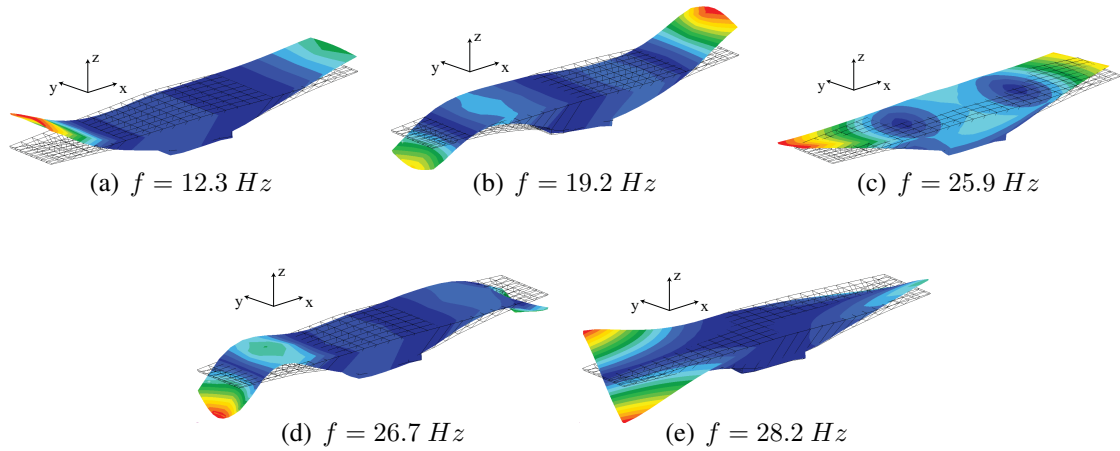 z
y
x
z
y
x
z
y
x
(a) f = 12.3 Hz
(b) f = 19.2 Hz
(c) f = 25.9 Hz
z
y
x
z
y
x
(d) f = 26.7 Hz
(e) f = 28.2 Hz